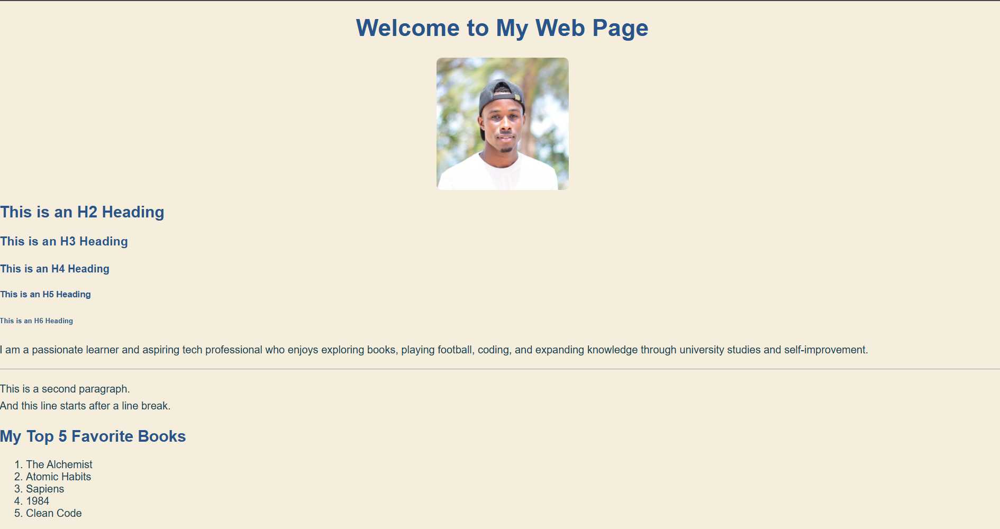 Welcome to My Web Page
This is an H2 Heading
This is an H3 Heading
This is an H4 Heading
This is an H5 Heading
This is an H6 Heading
I am a passionate learner and aspiring tech professional who enjoys exploring books, playing football, coding, and expanding knowledge through university studies and self-improvement.
This is a second paragraph.
And this line starts after a line break.
My Top 5 Favorite Books
1. The Alchemist
2. Atomic Habits
3. Sapiens
4. 1984
5. Clean Code